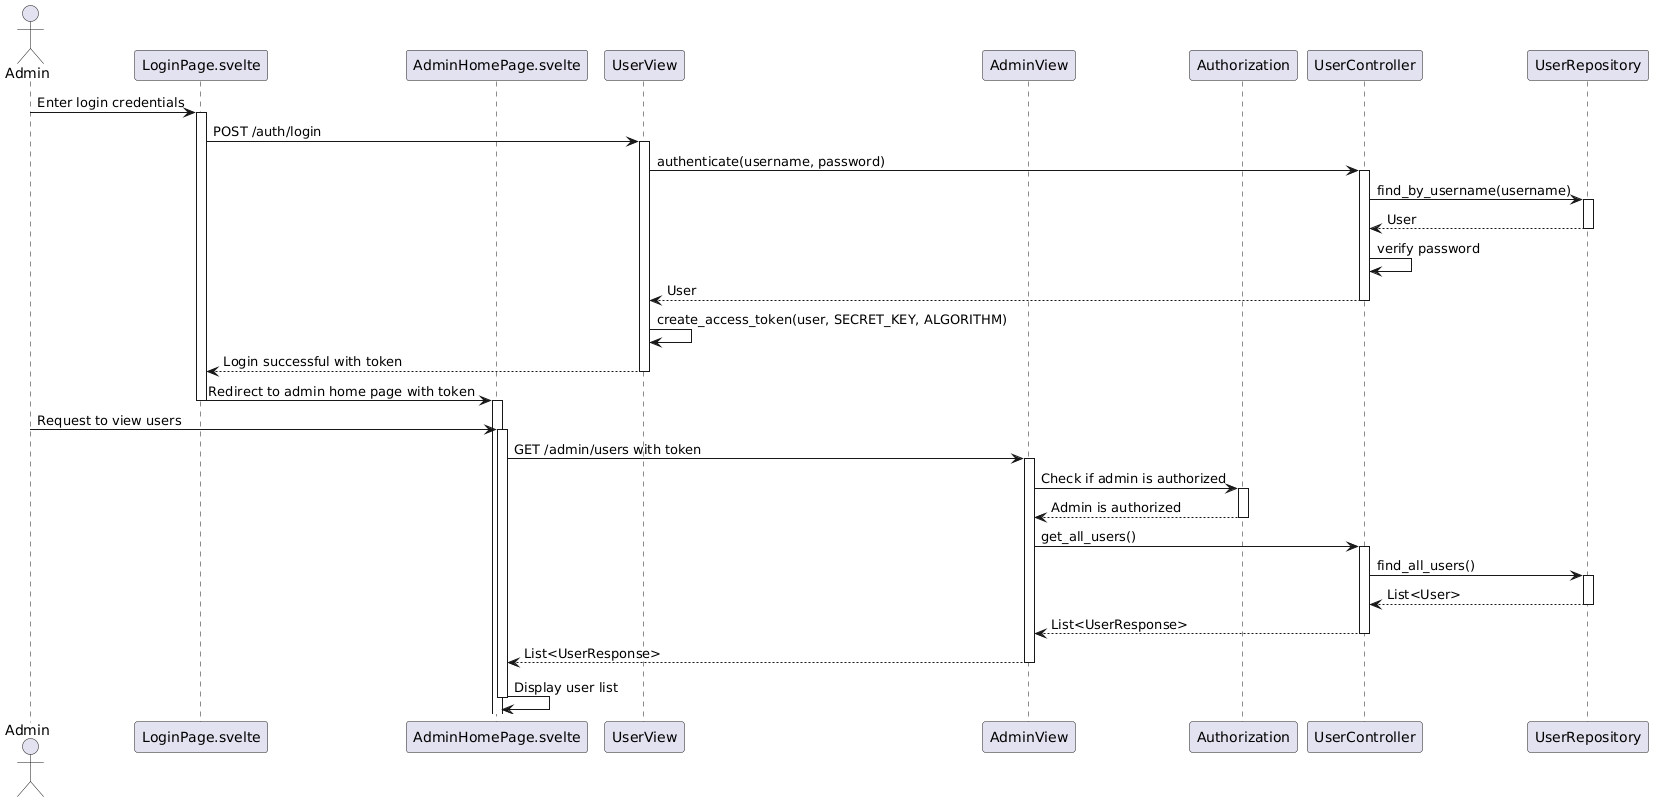 Admin
LoginPage.svelte
AdminHomePage.svelte
UserView
AdminView
Authorization
UserController
UserRepository
Enter login credentials
POST /auth/login
authenticate(username, password)
find_by_username(username)
User
verify password
User
create_access_token(user, SECRET_KEY, ALGORITHM)
Login successful with token
Redirect to admin home page with token
Request to view users
GET /admin/users with token
Check if admin is authorized
Admin is authorized
get_all_users()
find_all_users()
List<User>
List<UserResponse>
List<UserResponse>
Display user list
Admin
LoginPage.svelte
AdminHomePage.svelte
UserView
AdminView
Authorization
UserController
UserRepository